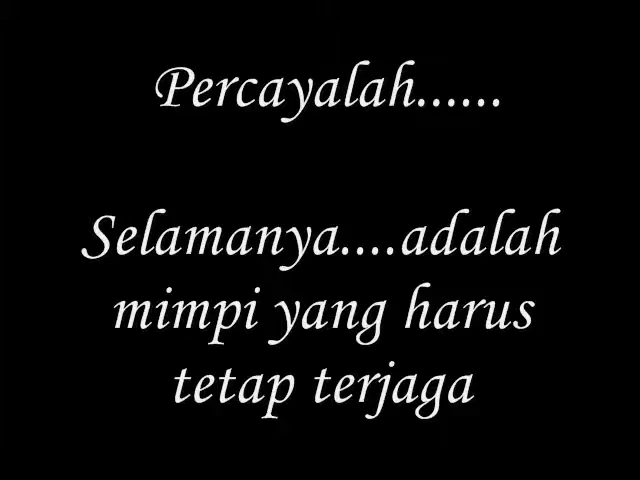 Percayalah......
Selamanya....adalah
mimpi yang harus
tetap terjaga